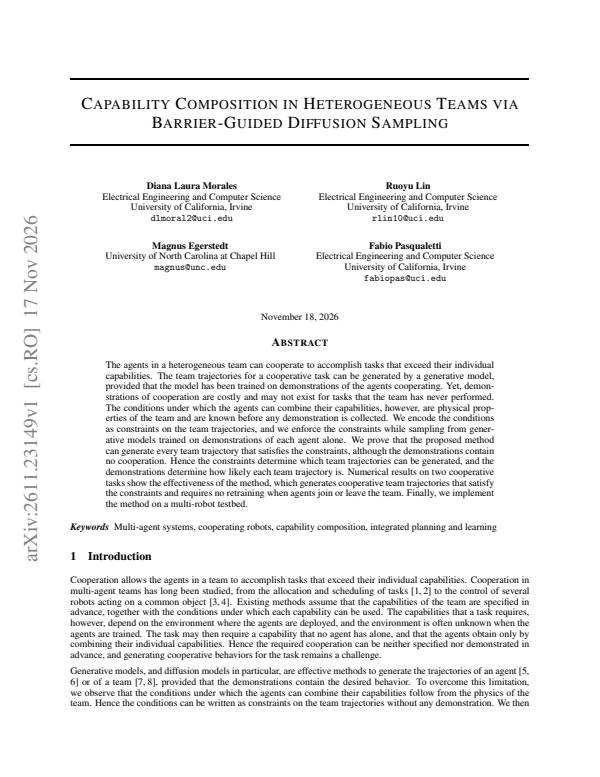 CAPABILITY COMPOSITION IN HETEROGENEOUS TEAMS VIA
BARRIER-GUIDED DIFFUSION SAMPLING
Diana Laura Morales
Electrical Engineering and Computer Science
University of California, Irvine
dlmoral2@uci.edu
Ruoyu Lin
Electrical Engineering and Computer Science
University of California, Irvine
rlin10@uci.edu
Magnus Egerstedt
University of North Carolina at Chapel Hill
magnus@unc.edu
Fabio Pasqualetti
Electrical Engineering and Computer Science
University of California, Irvine
fabiopas@uci.edu
arXiv:2611.23149v1 [cs.RO] 17 Nov 2026
November 18, 2026
ABSTRACT
The agents in a heterogeneous team can cooperate to accomplish tasks that exceed their individual
capabilities. The team trajectories for a cooperative task can be generated by a generative model,
provided that the model has been trained on demonstrations of the agents cooperating. Yet, demon-
strations of cooperation are costly and may not exist for tasks that the team has never performed.
The conditions under which the agents can combine their capabilities, however, are physical prop-
erties of the team and are known before any demonstration is collected. We encode the conditions
as constraints on the team trajectories, and we enforce the constraints while sampling from gener-
ative models trained on demonstrations of each agent alone. We prove that the proposed method
can generate every team trajectory that satisfies the constraints, although the demonstrations contain
no cooperation. Hence the constraints determine which team trajectories can be generated, and the
demonstrations determine how likely each team trajectory is. Numerical results on two cooperative
tasks show the effectiveness of the method, which generates cooperative team trajectories that satisfy
the constraints and requires no retraining when agents join or leave the team. Finally, we implement
the method on a multi-robot testbed.
Keywords Multi-agent systems, cooperating robots, capability composition, integrated planning and learning
1 Introduction
Cooperation allows the agents in a team to accomplish tasks that exceed their individual capabilities. Cooperation in
multi-agent teams has long been studied, from the allocation and scheduling of tasks [1, 2] to the control of several
robots acting on a common object [3, 4]. Existing methods assume that the capabilities of the team are specified in
advance, together with the conditions under which each capability can be used. The capabilities that a task requires,
however, depend on the environment where the agents are deployed, and the environment is often unknown when the
agents are trained. The task may then require a capability that no agent has alone, and that the agents obtain only by
combining their individual capabilities. Hence the required cooperation can be neither specified nor demonstrated in
advance, and generating cooperative behaviors for the task remains a challenge.
Generative models, and diffusion models in particular, are effective methods to generate the trajectories of an agent [5,
6] or of a team [7, 8], provided that the demonstrations contain the desired behavior. To overcome this limitation,
we observe that the conditions under which the agents can combine their capabilities follow from the physics of the
team. Hence the conditions can be written as constraints on the team trajectories without any demonstration. We then